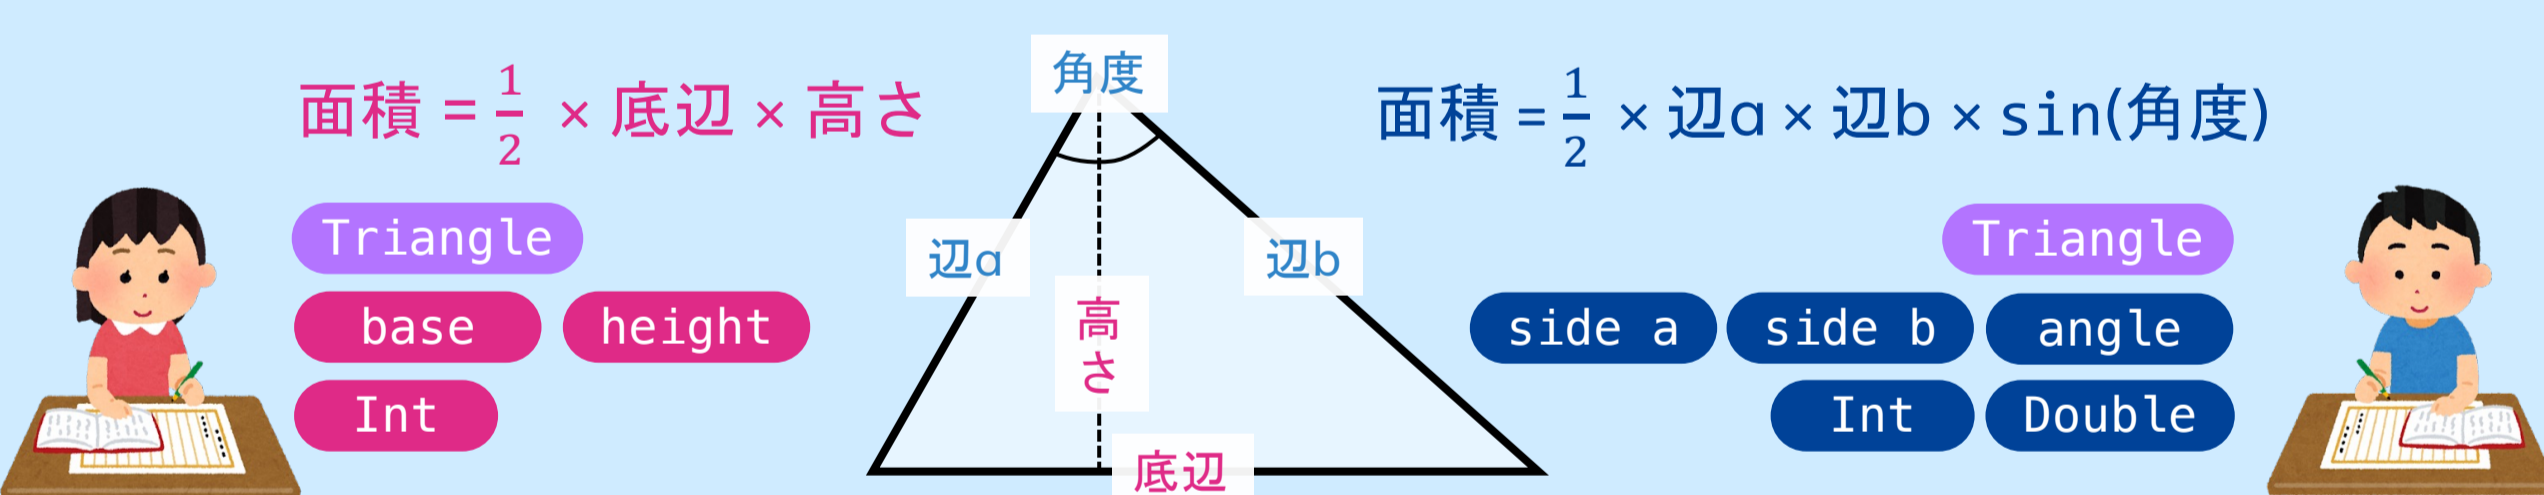 面積 = 1/2 × 底辺 × 高さ
Triangle
base height
Int
角度
辺a
辺b
高さ
底辺
面積 = 1/2 × 辺a × 辺b × sin(角度)
Triangle
side a side b angle
Int Double